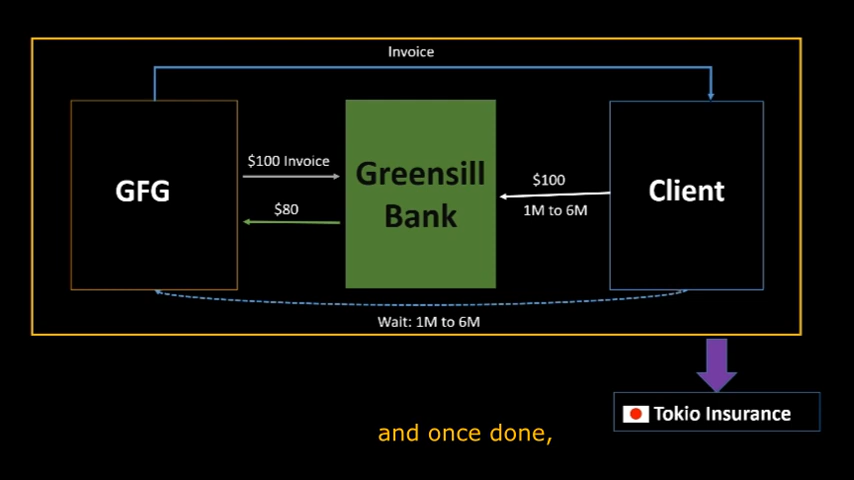 Invoice
GFG
$100 Invoice
$80
Greensill
Bank
$100
1M to 6M
Client
Wait: 1M to 6M
Tokio Insurance
and once done,